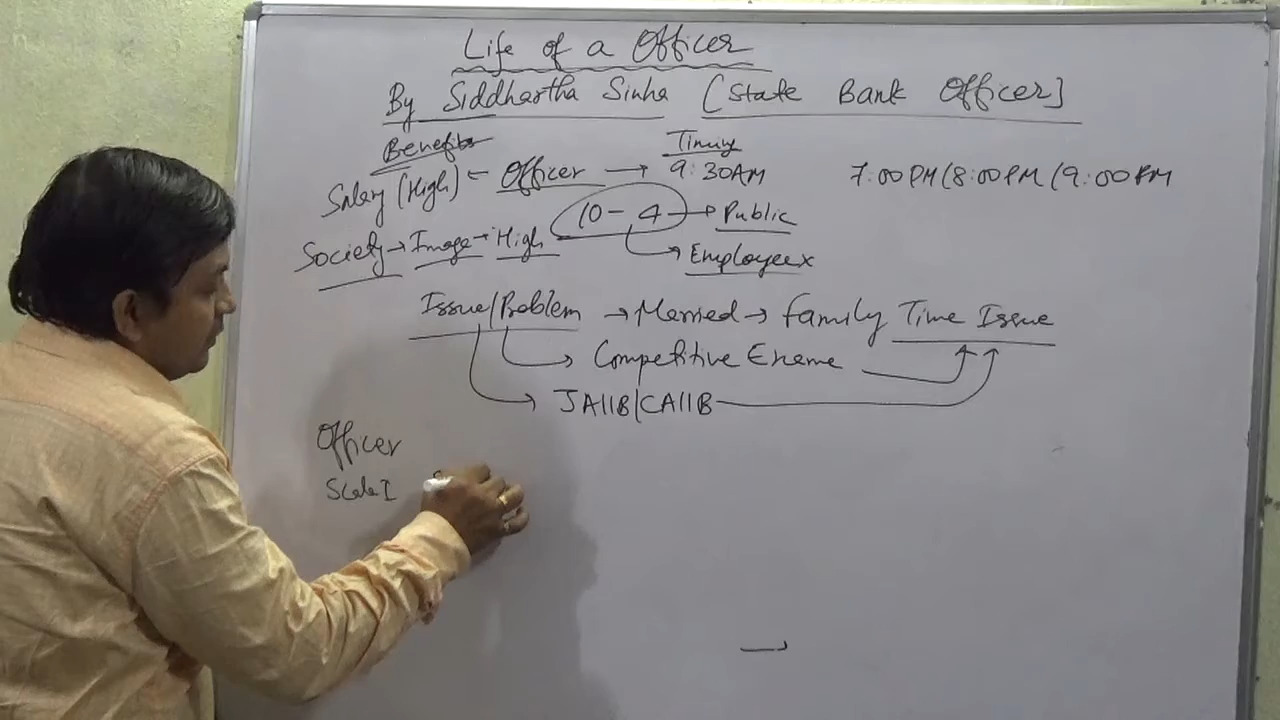 Life of a Officer
By Siddhartha Sinha [State Bank Officer]
Benefits Timing
Salary (High) ← Officer → 9:30AM 7:00PM/8:00PM/9:00PM
Society → Image → High 10-4 → Public
→ Employee x
Issue/Problem → Married → Family Time Issue
→ Competitive Exame
→ JAIIB/CAIIB
Officer
Scale I